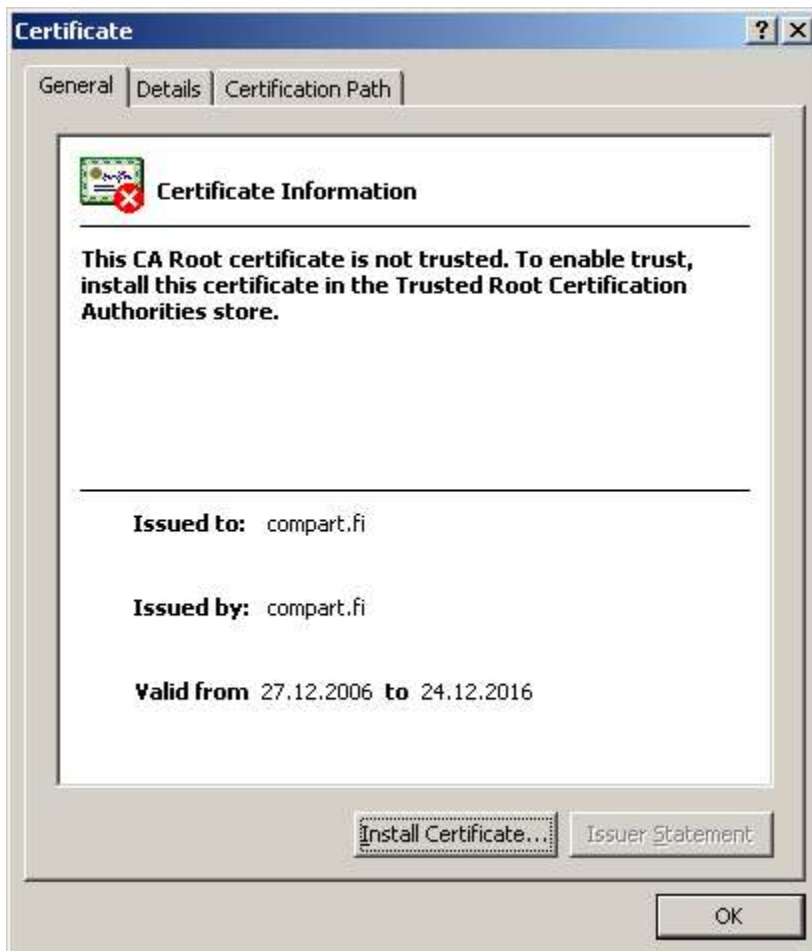 Certificate
General
Details
Certification Path
Certificate Information
This CA Root certificate is not trusted. To enable trust,
install this certificate in the Trusted Root Certification
Authorities store.
Issued to: compart.fi
Issued by: compart.fi
Valid from 27.12.2006 to 24.12.2016
Install Certificate...
Issuer Statement
OK